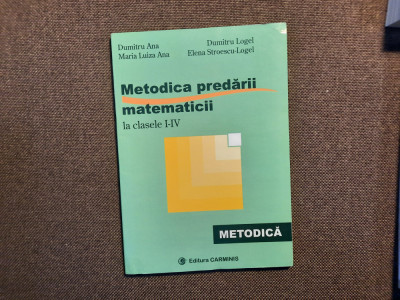 Dumitru Ana
Maria Luiza Ana
Dumitru Logel
Elena Stroescu-Logel
Metodica predării
matematicii
la clasele I-IV
METODICĂ
Editura CARMINIS